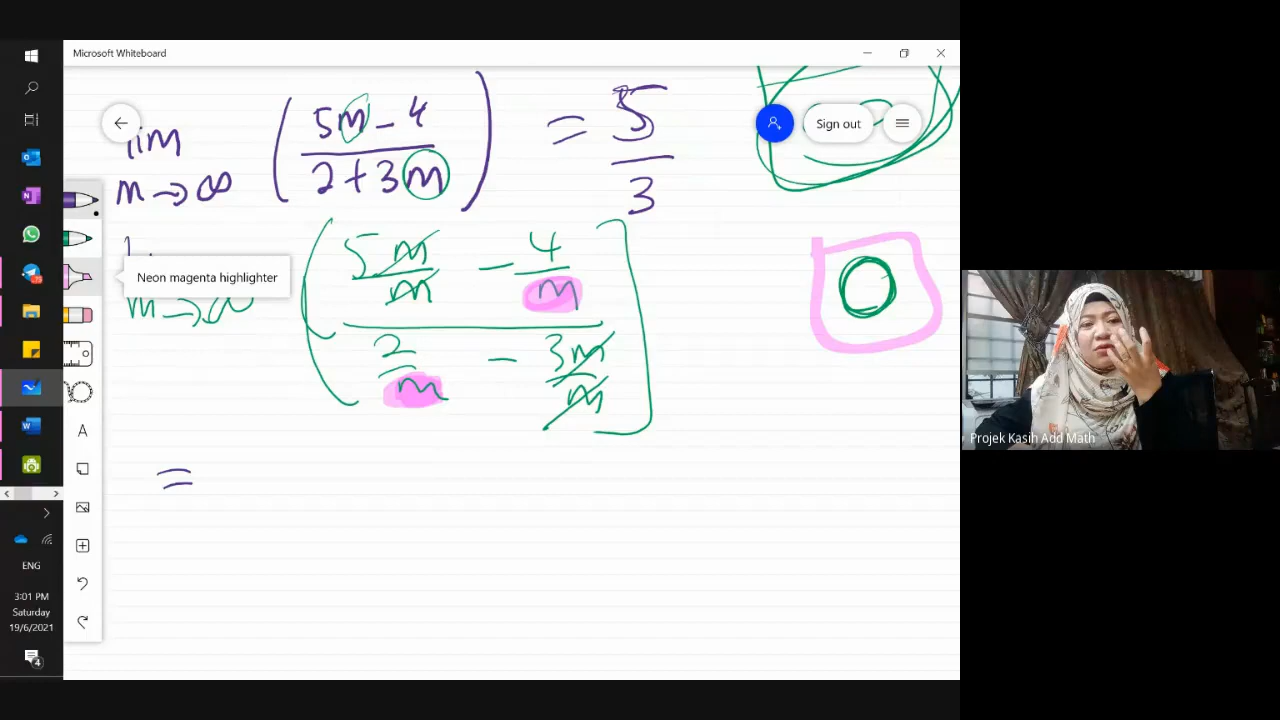 Microsoft Whiteboard
lim m → ∞ ( (5m − 4) / (2 + 3m) ) = 5/3
Sign out
Neon magenta highlighter
m → ∞ ( (5m/m − 4/m) / (2/m − 3m/m) ]
=
A
ENG
3:01 PM
Saturday
19/6/2021
4
Projek Kasih Add Math